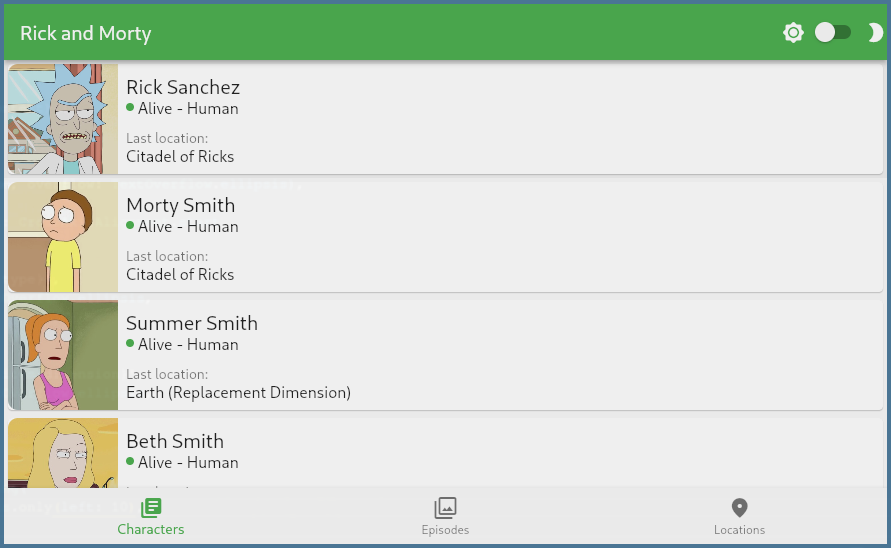 Rick and Morty
Rick Sanchez
Alive - Human
Last location:
Citadel of Ricks
Morty Smith
Alive - Human
Last location:
Citadel of Ricks
Summer Smith
Alive - Human
Last location:
Earth (Replacement Dimension)
Beth Smith
Alive - Human
Characters
Episodes
Locations